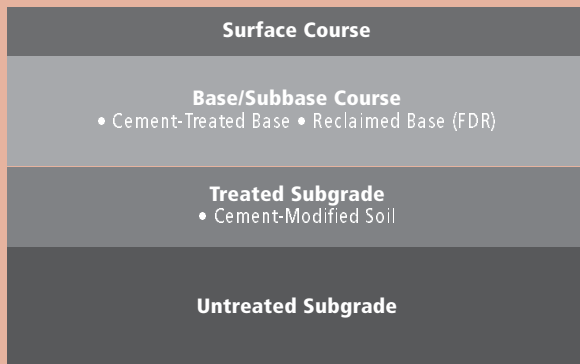 Surface Course
Base/Subbase Course
• Cement-Treated Base • Reclaimed Base (FDR)
Treated Subgrade
• Cement-Modified Soil
Untreated Subgrade